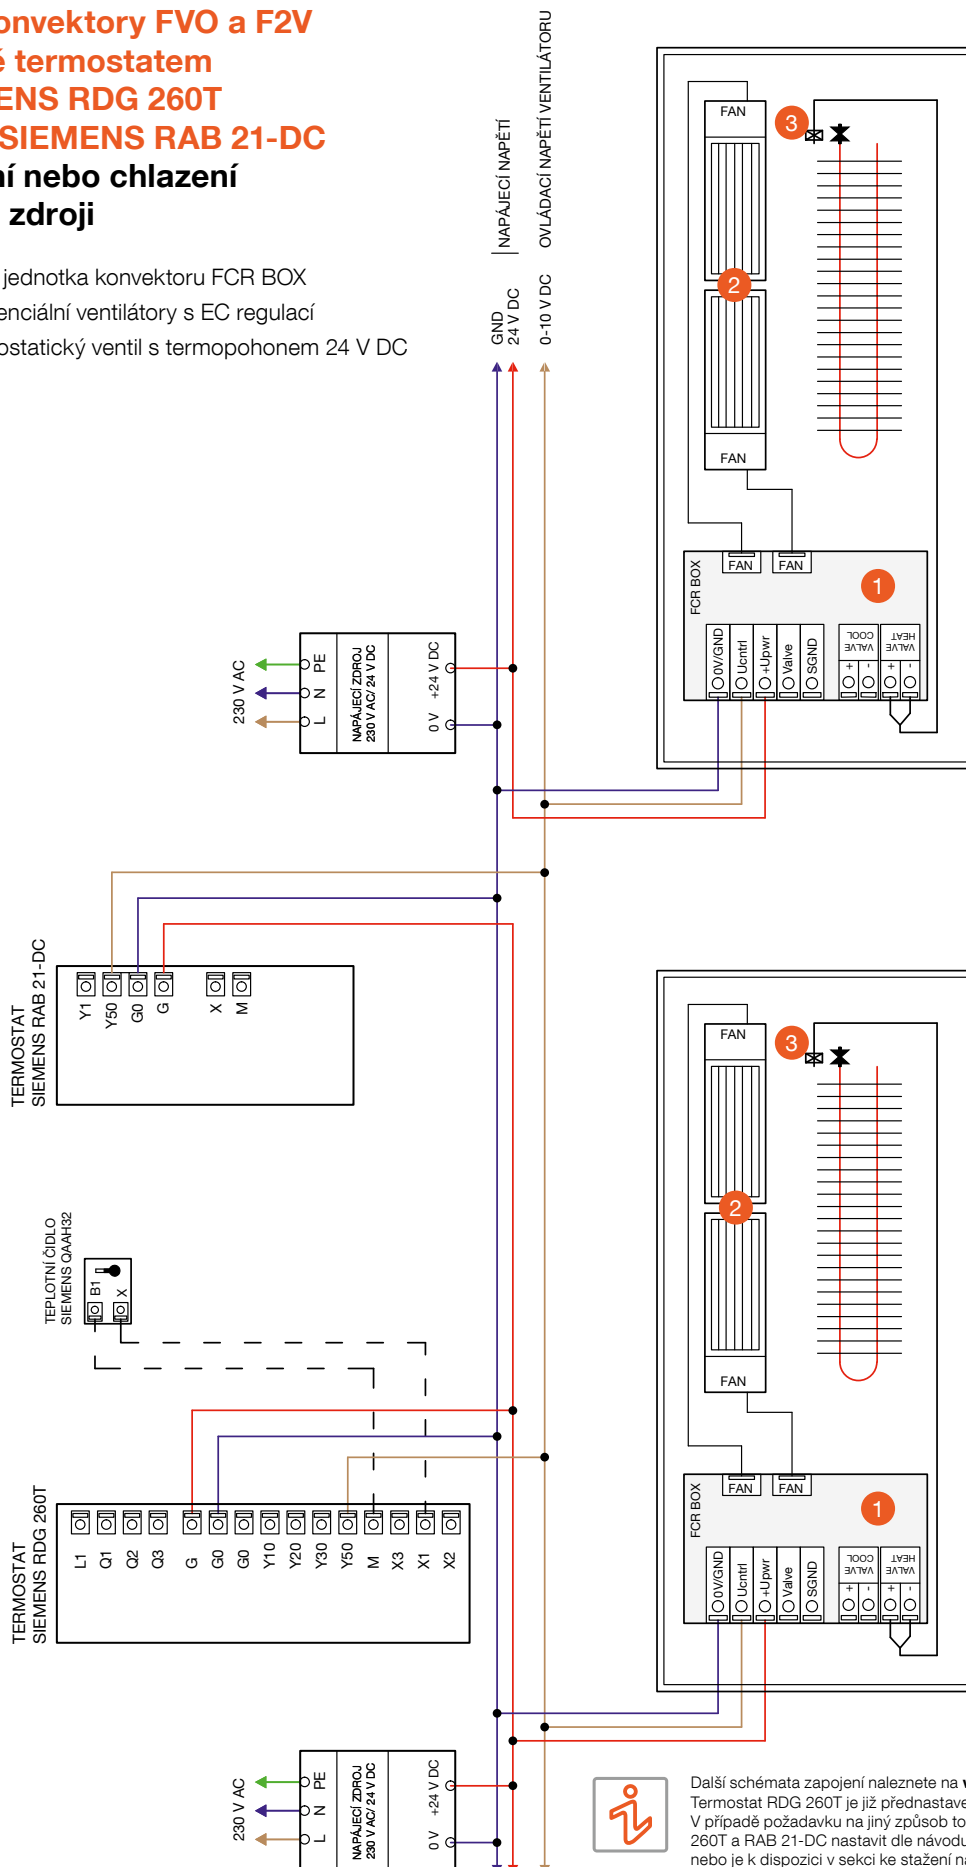 onvektory FVO a F2V
é termostatem
ENS RDG 260T
SIEMENS RAB 21-DC
ní nebo chlazení
zdroji
jednotka konvektoru FCR BOX
enciální ventilátory s EC regulací
ostatický ventil s termopohonem 24 V DC
GND
24 V DC
NAPÁJECÍ NAPĚTÍ
0-10 V DC
OVLÁDACÍ NAPĚTÍ VENTILÁTORU
FAN
3
2
FAN
FCR BOX
FAN
FAN
1
0V/GND
Ucntrl
+Upwr
Valve
SGND
VALVE
COOL
VALVE
HEAT
+
-
+
-
230 V AC
PE
N
L
NAPÁJECÍ ZDROJ
230 V AC/ 24 V DC
+24 V DC
0 V
TERMOSTAT
SIEMENS RAB 21-DC
Y1
Y50
G0
G
X
M
FAN
3
2
FAN
TEPLOTNÍ ČIDLO
SIEMENS QAAH32
B1
X
TERMOSTAT
SIEMENS RDG 260T
L1
Q1
Q2
Q3
G
G0
G0
Y10
Y20
Y30
Y50
M
X3
X1
X2
FCR BOX
FAN
FAN
1
0V/GND
Ucntrl
+Upwr
Valve
SGND
VALVE
COOL
VALVE
HEAT
+
-
+
-
230 V AC
PE
N
L
NAPÁJECÍ ZDROJ
230 V AC/ 24 V DC
+24 V DC
0 V
Další schémata zapojení naleznete na
Termostat RDG 260T je již přednastave
V případě požadavku na jiný způsob to
260T a RAB 21-DC nastavit dle návodu
nebo je k dispozici v sekci ke stažení na